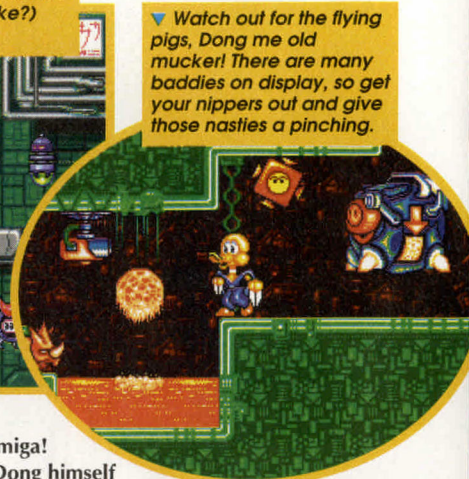 ke?)
Watch out for the flying
pigs, Dong me old
mucker! There are many
baddies on display, so get
your nippers out and give
those nasties a pinching.
miga!
Dong himself